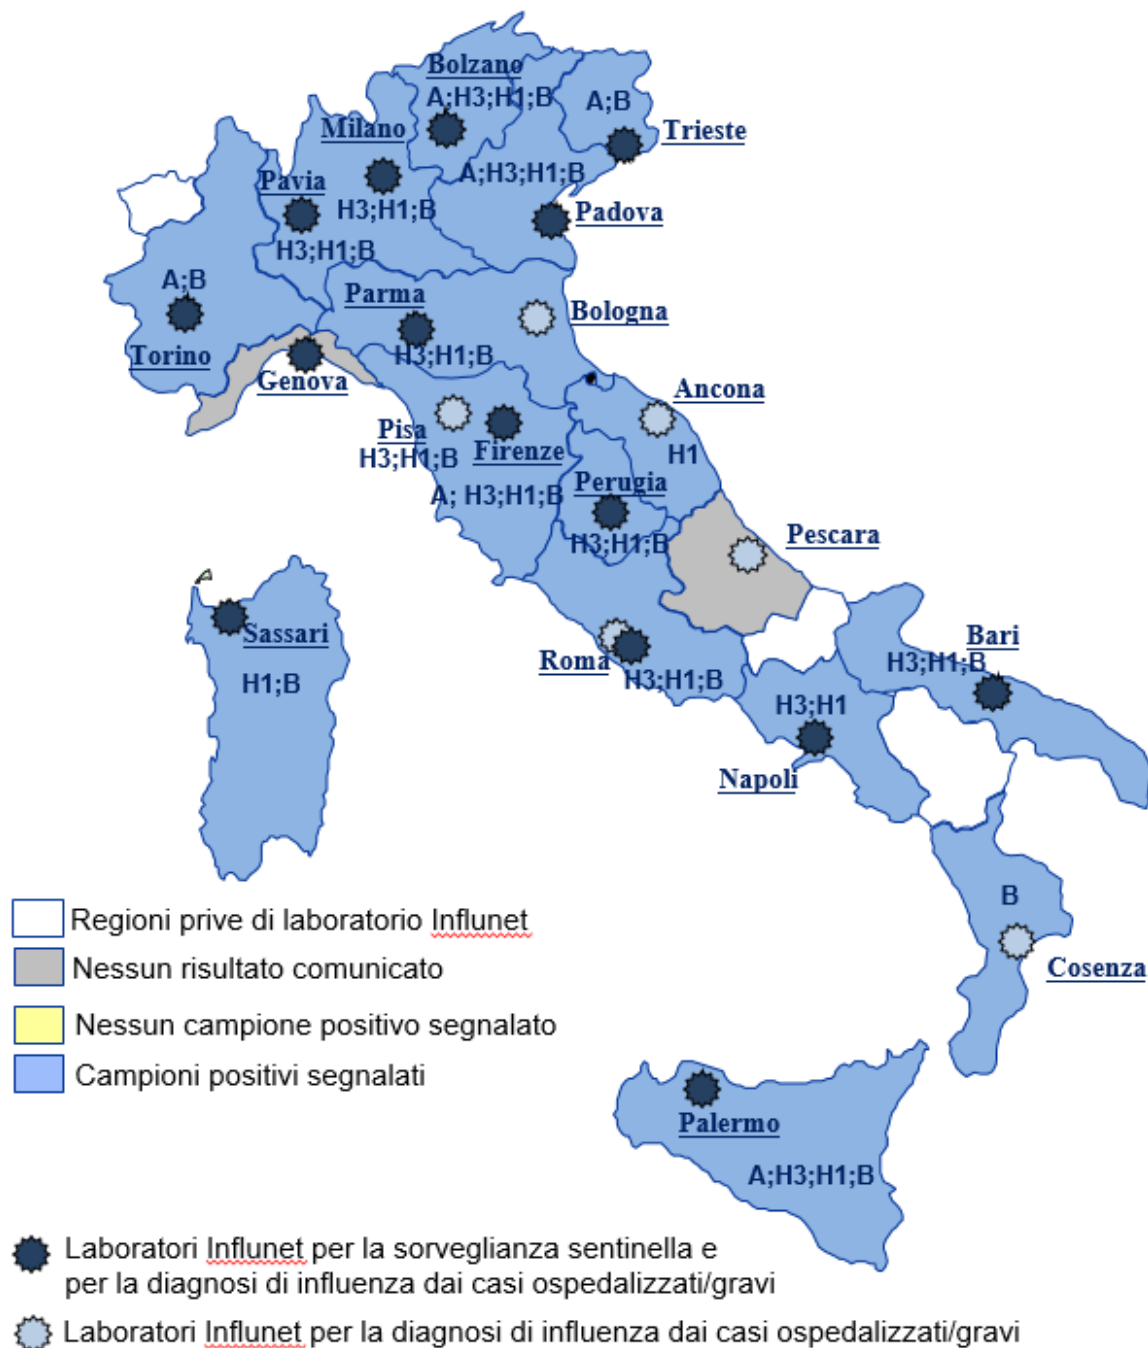 Bolzano
A;H3;H1;B
A;B
Milano
Trieste
A;H3;H1;B
Pavia
H3;H1;B
Padova
H3;H1;B
A;B
Parma
Bologna
Torino
H3;H1;B
Genova
Ancona
Pisa
Firenze
H3;H1;B
H1
A; H3;H1;B
Perugia
H3;H1;B
Pescara
Sassari
Bari
Roma
H3;H1;B
H1;B
H3;H1;B
H3;H1
Napoli
B
Cosenza
Regioni prive di laboratorio Influnet
Nessun risultato comunicato
Nessun campione positivo segnalato
Campioni positivi segnalati
Palermo
A;H3;H1;B
Laboratori Influnet per la sorveglianza sentinella e
per la diagnosi di influenza dai casi ospedalizzati/gravi
Laboratori Influnet per la diagnosi di influenza dai casi ospedalizzati/gravi